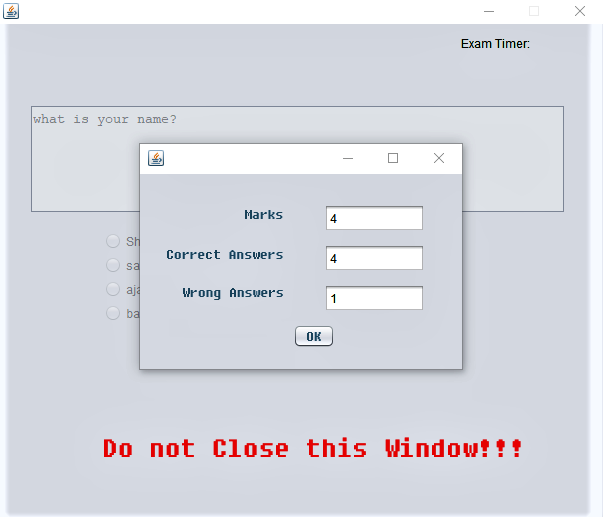 Exam Timer:
what is your name?
Marks 4
Correct Answers 4
Wrong Answers 1
OK
Do not Close this Window!!!